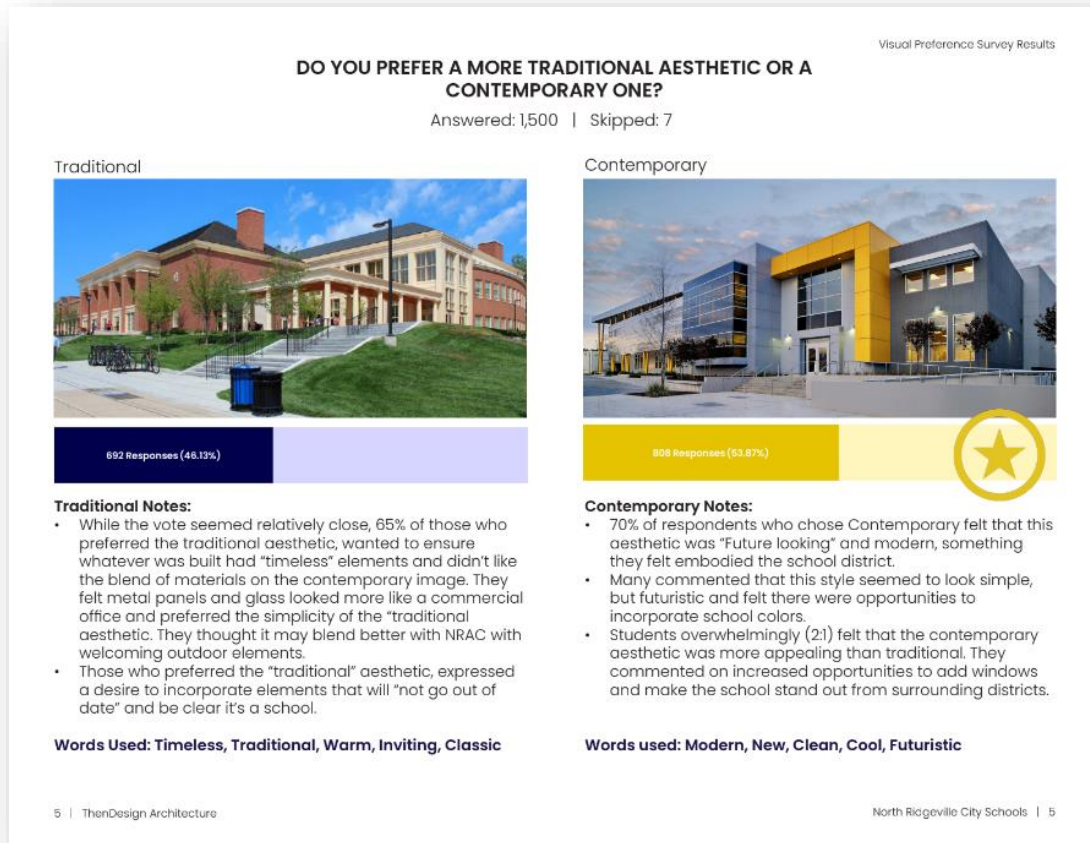 Visual Preference Survey Results
DO YOU PREFER A MORE TRADITIONAL AESTHETIC OR A
CONTEMPORARY ONE?
Answered: 1,500 | Skipped: 7
Traditional
692 Responses (46.13%)
Traditional Notes:
• While the vote seemed relatively close, 65% of those who
preferred the traditional aesthetic, wanted to ensure
whatever was built had “timeless” elements and didn’t like
the blend of materials on the contemporary image. They
felt metal panels and glass looked more like a commercial
office and preferred the simplicity of the “traditional
aesthetic. They thought it may blend better with NRAC with
welcoming outdoor elements.
• Those who preferred the “traditional” aesthetic, expressed
a desire to incorporate elements that will “not go out of
date” and be clear it’s a school.
Words Used: Timeless, Traditional, Warm, Inviting, Classic
Contemporary
808 Responses (53.87%)
Contemporary Notes:
• 70% of respondents who chose Contemporary felt that this
aesthetic was “Future looking” and modern, something
they felt embodied the school district.
• Many commented that this style seemed to look simple,
but futuristic and felt there were opportunities to
incorporate school colors.
• Students overwhelmingly (2:1) felt that the contemporary
aesthetic was more appealing than traditional. They
commented on increased opportunities to add windows
and make the school stand out from surrounding districts.
Words used: Modern, New, Clean, Cool, Futuristic
5 | ThenDesign Architecture
North Ridgeville City Schools | 5